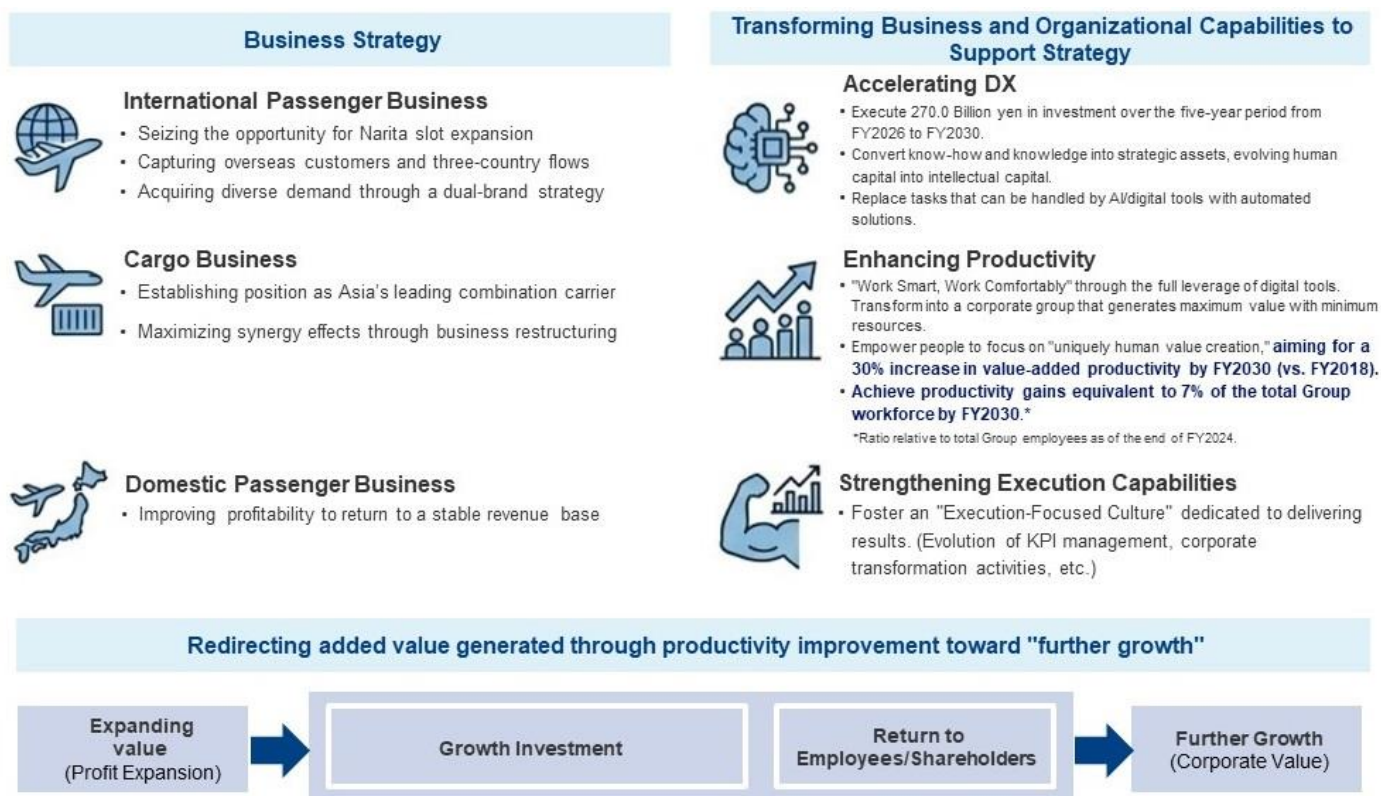 Business Strategy
International Passenger Business
• Seizing the opportunity for Narita slot expansion
• Capturing overseas customers and three-country flows
• Acquiring diverse demand through a dual-brand strategy
Cargo Business
• Establishing position as Asia's leading combination carrier
• Maximizing synergy effects through business restructuring
Domestic Passenger Business
• Improving profitability to return to a stable revenue base
Transforming Business and Organizational Capabilities to
Support Strategy
Accelerating DX
• Execute 270.0 Billion yen in investment over the five-year period from
FY2026 to FY2030.
• Convert know-how and knowledge into strategic assets, evolving human
capital into intellectual capital.
• Replace tasks that can be handled by AI/digital tools with automated
solutions.
Enhancing Productivity
• "Work Smart, Work Comfortably" through the full leverage of digital tools.
Transform into a corporate group that generates maximum value with minimum
resources.
• Empower people to focus on "uniquely human value creation," aiming for a
30% increase in value-added productivity by FY2030 (vs. FY2018).
• Achieve productivity gains equivalent to 7% of the total Group
workforce by FY2030.*
*Ratio relative to total Group employees as of the end of FY2024.
Strengthening Execution Capabilities
• Foster an "Execution-Focused Culture" dedicated to delivering
results. (Evolution of KPI management, corporate
transformation activities, etc.)
Redirecting added value generated through productivity improvement toward "further growth"
Expanding
value
(Profit Expansion)
Growth Investment
Return to
Employees/Shareholders
Further Growth
(Corporate Value)